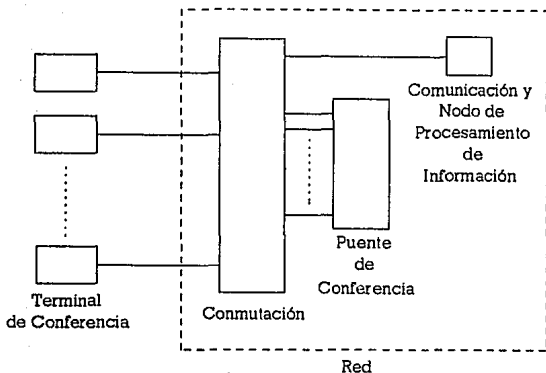 Comunicación y
Nodo de
Procesamiento
de
Información
Puente
de
Conferencia
Terminal
de Conferencia
Conmutación
Red